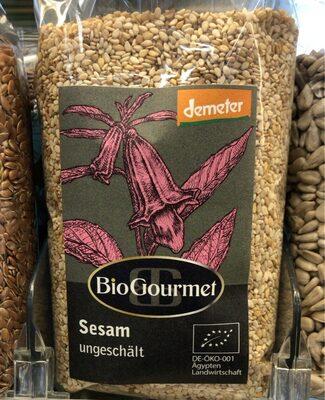 demeter
BioGourmet
Sesam
ungeschält
DE-ÖKO-001
Ägypten
Landwirtschaft